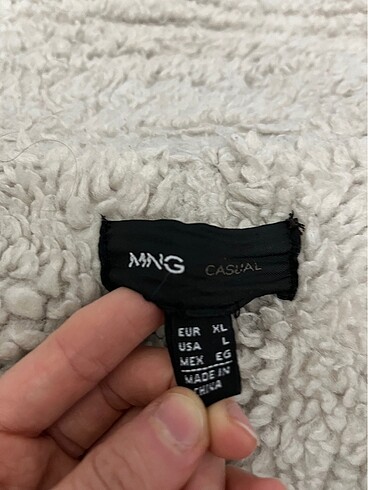 MNG CASUAL
EUR XL
USA L
MEX EG
MADE IN
CHINA